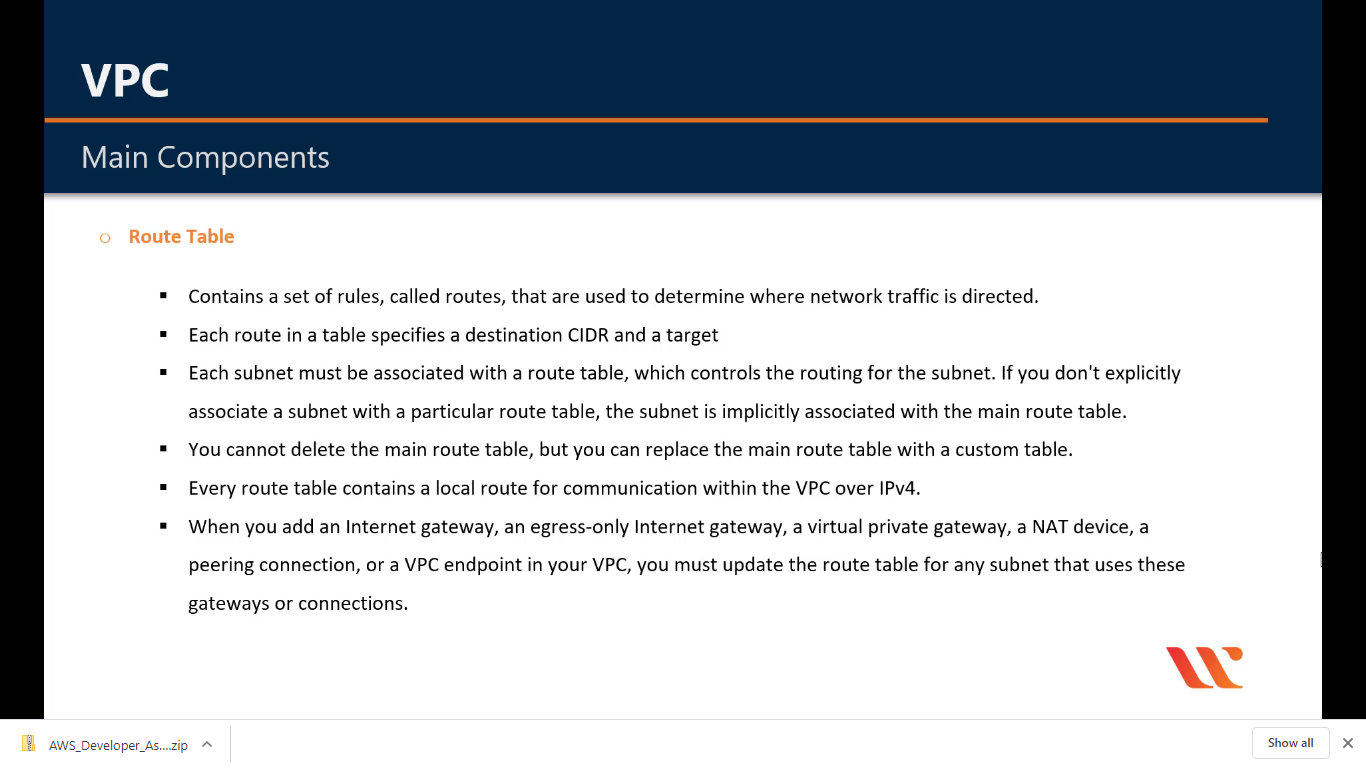 VPC
Main Components
Route Table
Contains a set of rules, called routes, that are used to determine where network traffic is directed.
Each route in a table specifies a destination CIDR and a target
Each subnet must be associated with a route table, which controls the routing for the subnet. If you don't explicitly
associate a subnet with a particular route table, the subnet is implicitly associated with the main route table.
You cannot delete the main route table, but you can replace the main route table with a custom table.
Every route table contains a local route for communication within the VPC over IPv4.
When you add an Internet gateway, an egress-only Internet gateway, a virtual private gateway, a NAT device, a
peering connection, or a VPC endpoint in your VPC, you must update the route table for any subnet that uses these
gateways or connections.
AWS_Developer_As....zip
Show all